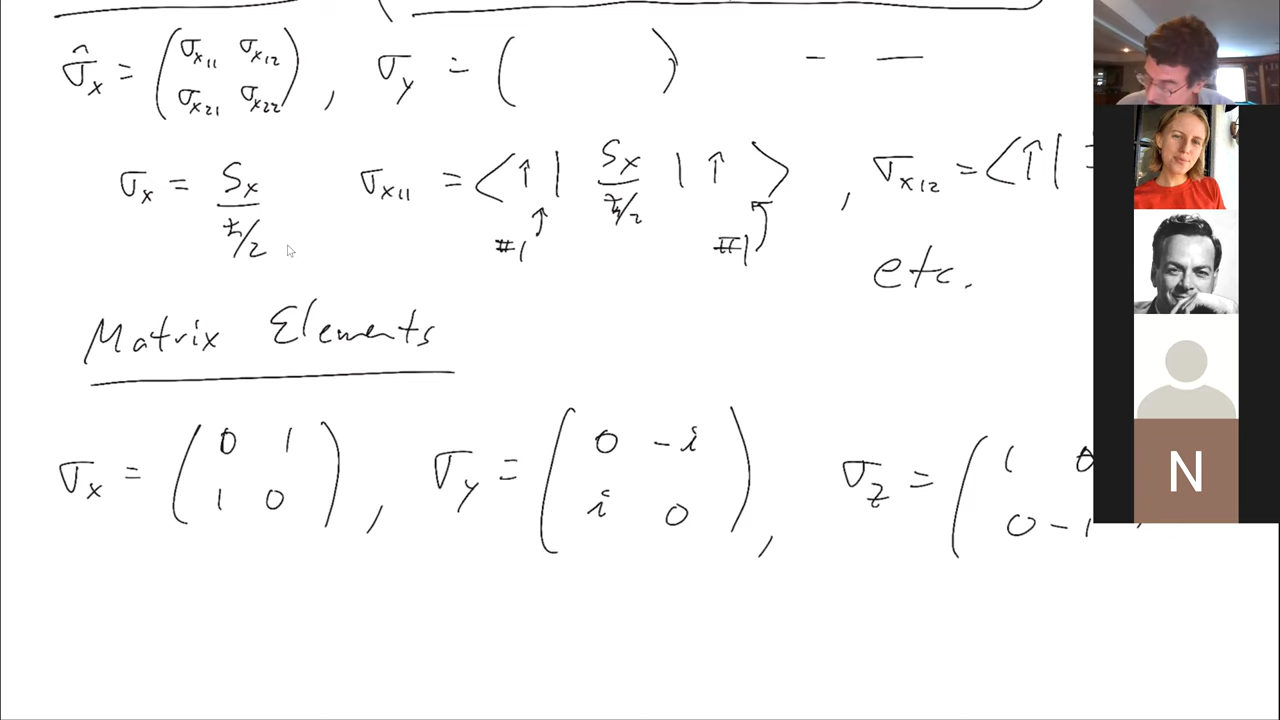 σ̂x = (σx11 σx12 , σy = ( ) – —
σx21 σx22)
σx = Sx / ħ/2 σx11 = <↑| Sx / ħ/2 |↑> , σx12 = <↑|
#1 #1
etc.
Matrix Elements
σx = (0 1 , σy = (0 -i , σz = (1 0
1 0) i 0) 0 -1
N